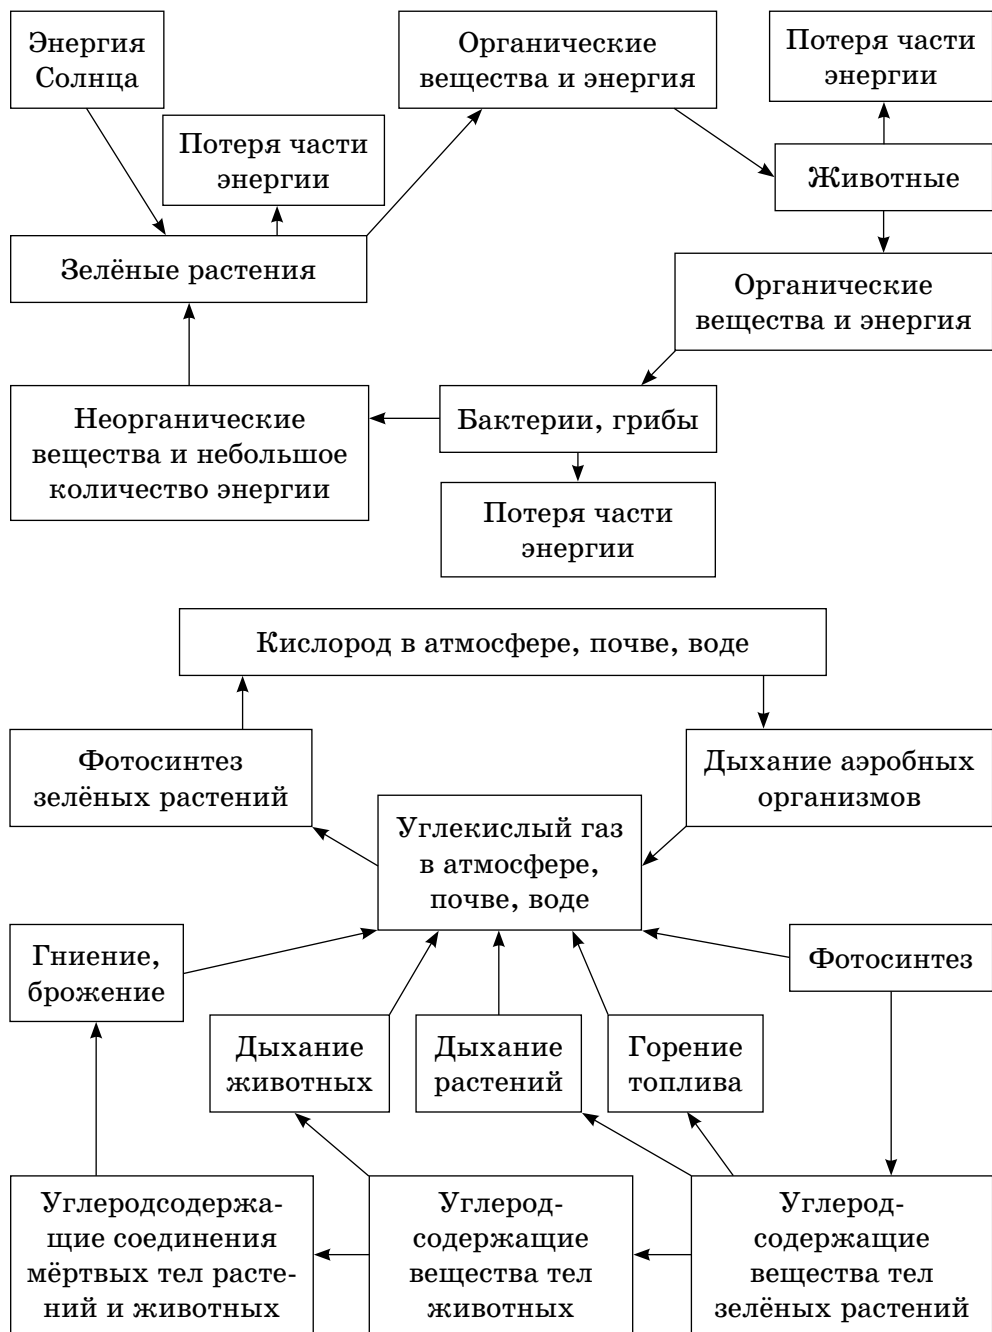 Энергия
Солнца
Органические
вещества и энергия
Потеря части
энергии
Потеря части
энергии
Животные
Зелёные растения
Органические
вещества и энергия
Неорганические
вещества и небольшое
количество энергии
Бактерии, грибы
Потеря части
энергии
Кислород в атмосфере, почве, воде
Фотосинтез
зелёных растений
Дыхание аэробных
организмов
Углекислый газ
в атмосфере,
почве, воде
Гниение,
брожение
Фотосинтез
Дыхание
животных
Дыхание
растений
Горение
топлива
Углеродсодержа-
щие соединения
мёртвых тел расте-
ний и животных
Углерод-
содержащие
вещества тел
животных
Углерод-
содержащие
вещества тел
зелёных растений